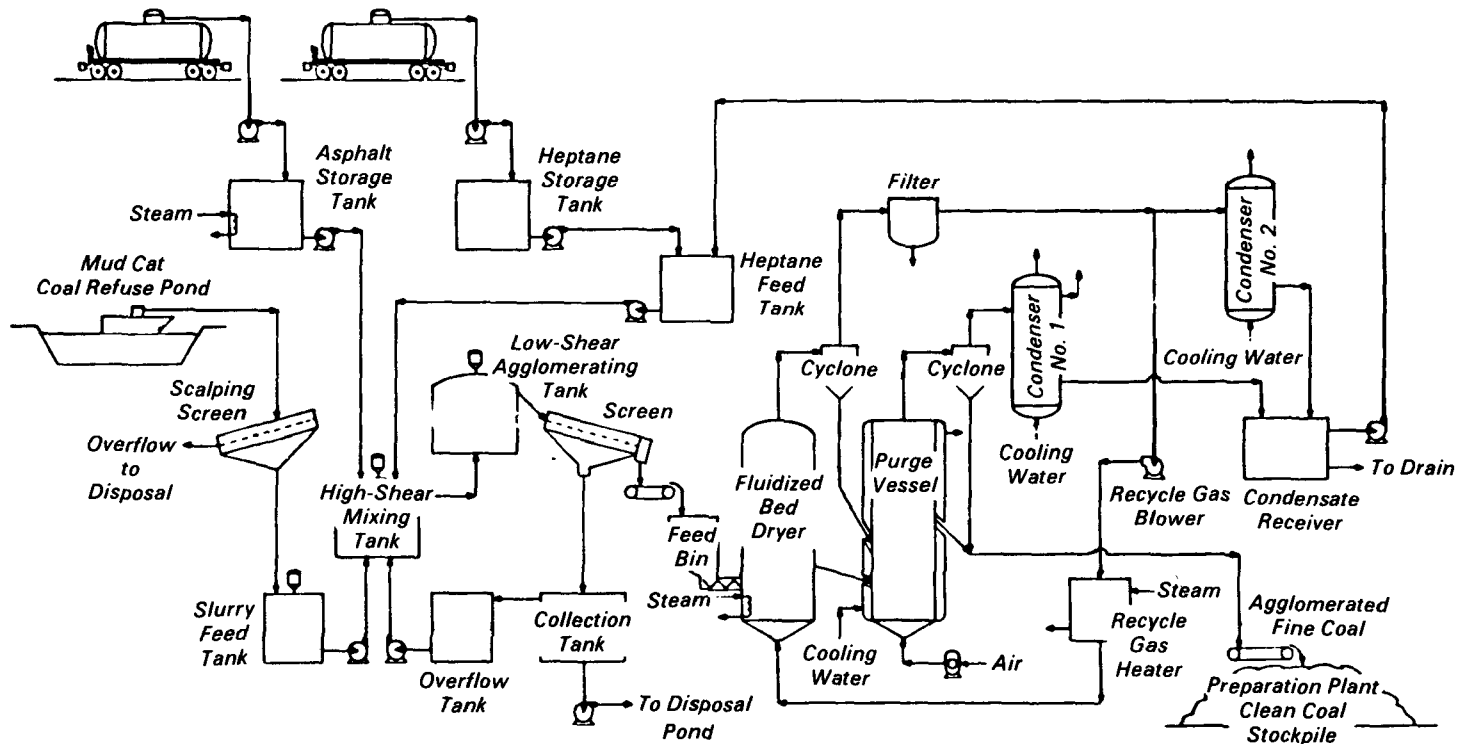 Asphalt
Storage
Tank
Steam
Heptane
Storage
Tank
Mud Cat
Coal Refuse Pond
Heptane
Feed
Tank
Filter
Condenser
No. 2
Condenser
No. 1
Cooling Water
Scalping
Screen
Overflow
to
Disposal
Low-Shear
Agglomerating
Tank
Screen
Cyclone
Cyclone
Cooling
Water
To Drain
Condensate
Receiver
Recycle Gas
Blower
High-Shear
Mixing
Tank
Feed
Bin
Fluidized
Bed
Dryer
Purge
Vessel
Steam
Slurry
Feed
Tank
Overflow
Tank
Collection
Tank
To Disposal
Pond
Cooling
Water
Air
Steam
Recycle
Gas
Heater
Agglomerated
Fine Coal
Preparation Plant
Clean Coal
Stockpile